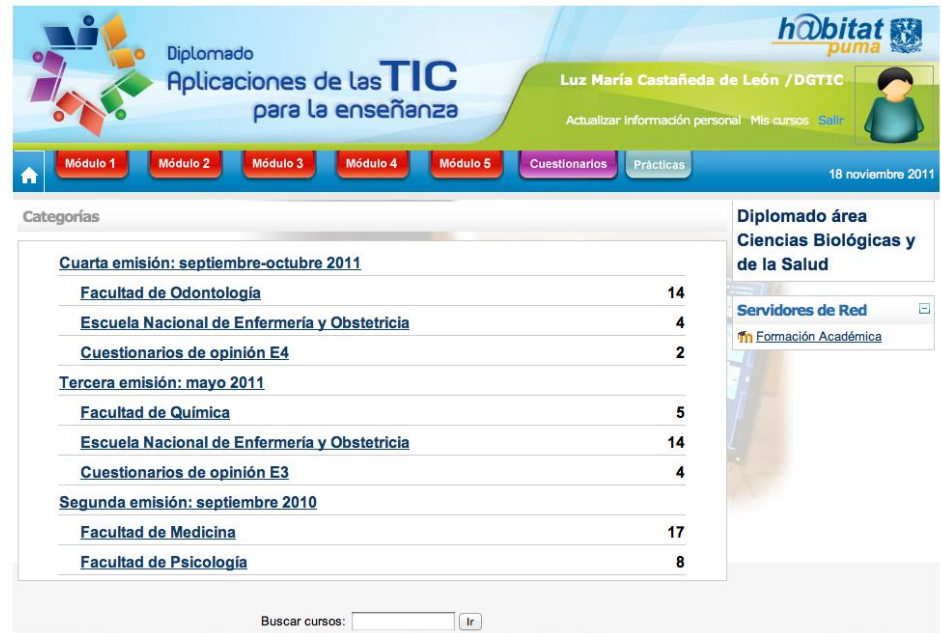 h@bitat
puma
Diplomado
Aplicaciones de las TIC
para la enseñanza
Luz María Castañeda de León /DGTIC
Actualizar información personal Mis cursos Salir
Módulo 1 Módulo 2 Módulo 3 Módulo 4 Módulo 5 Cuestionarios Prácticas
18 noviembre 2011
Categorías
Cuarta emisión: septiembre-octubre 2011
Facultad de Odontología 14
Escuela Nacional de Enfermería y Obstetricia 4
Cuestionarios de opinión E4 2
Tercera emisión: mayo 2011
Facultad de Química 5
Escuela Nacional de Enfermería y Obstetricia 14
Cuestionarios de opinión E3 4
Segunda emisión: septiembre 2010
Facultad de Medicina 17
Facultad de Psicología 8
Buscar cursos: Ir
Diplomado área
Ciencias Biológicas y
de la Salud
Servidores de Red
Formación Académica